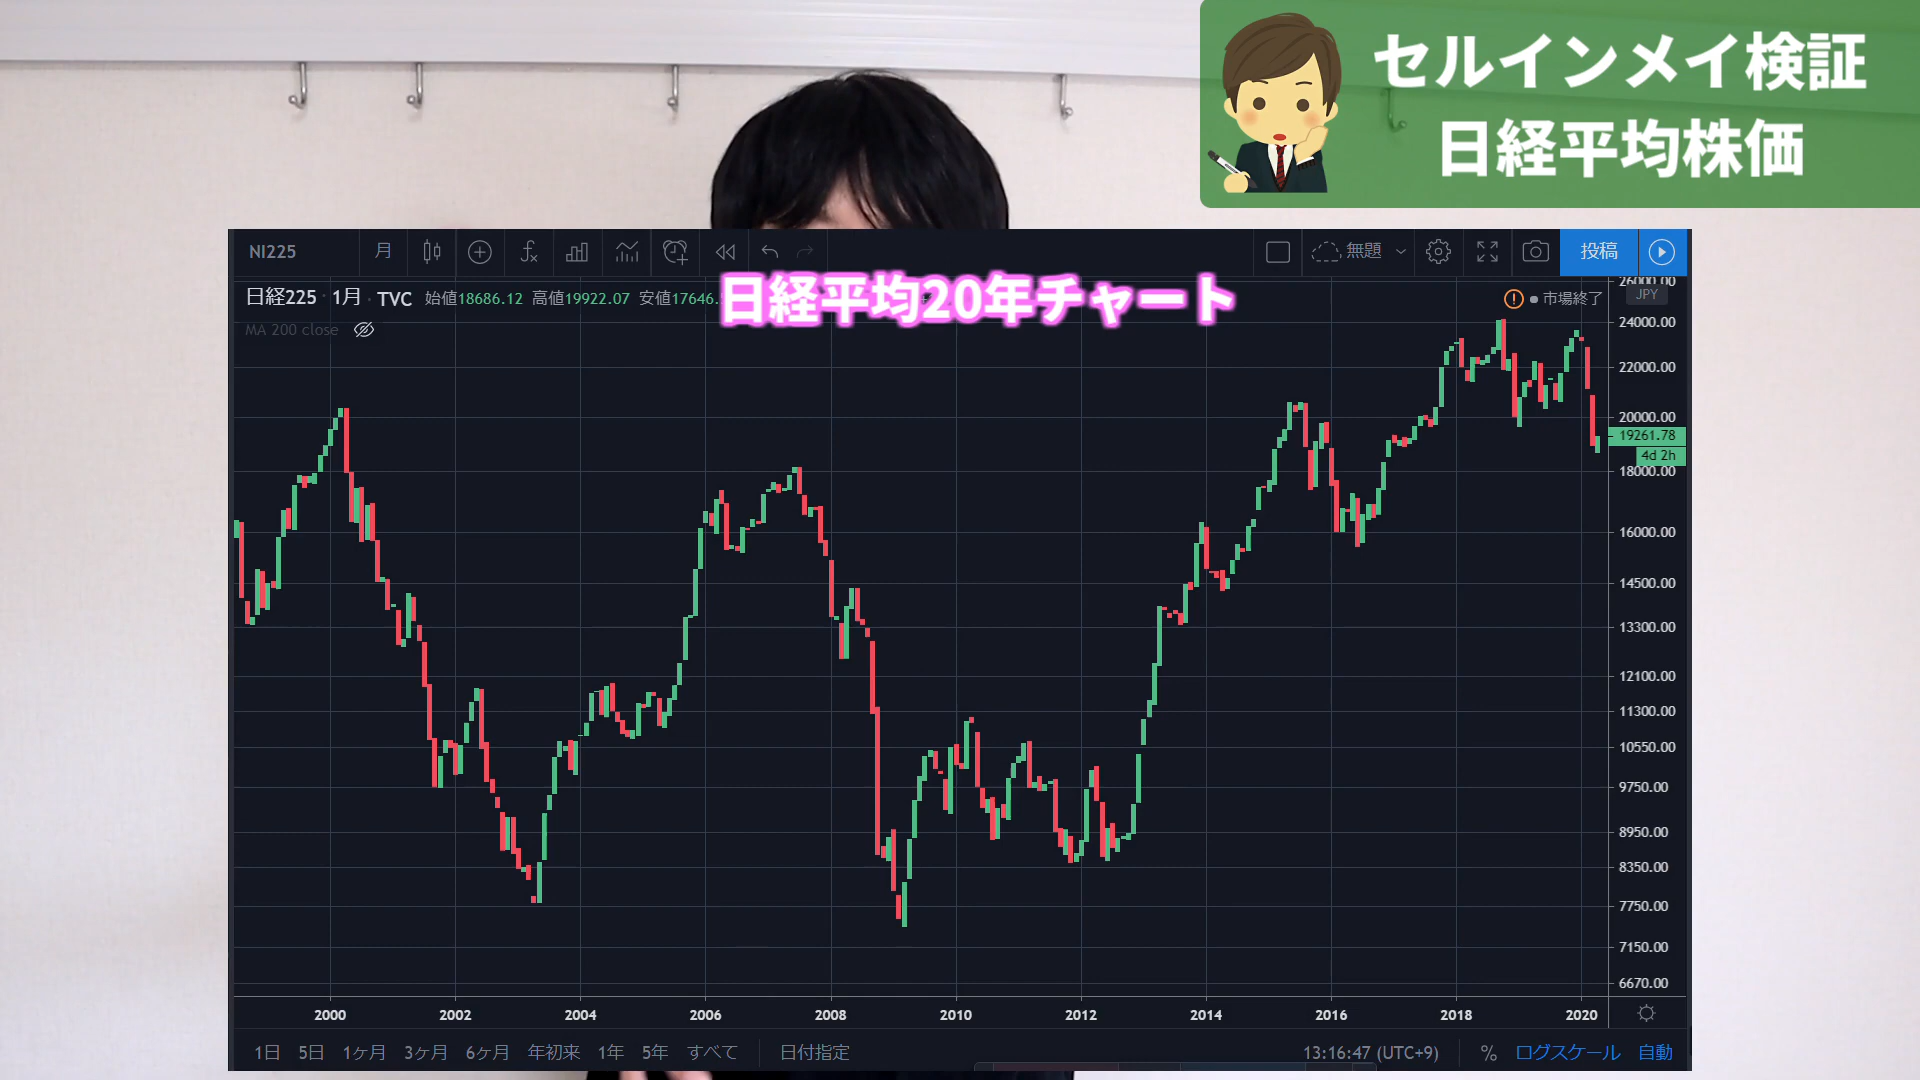 セルインメイ検証
日経平均株価
NI225
月
無題
投稿
日経225 · 1月 · TVC 始値18686.12 高値19922.07 安値17646.
日経平均20年チャート
市場終了
JPY
MA 200 close
26000.00
24000.00
22000.00
20000.00
19261.78
4d 2h
18000.00
16000.00
14500.00
13300.00
12100.00
11300.00
10550.00
9750.00
8950.00
8350.00
7750.00
7150.00
6670.00
2000 2002 2004 2006 2008 2010 2012 2014 2016 2018 2020
1日 5日 1ヶ月 3ヶ月 6ヶ月 年初来 1年 5年 すべて 日付指定
13:16:47 (UTC+9) % ログスケール 自動